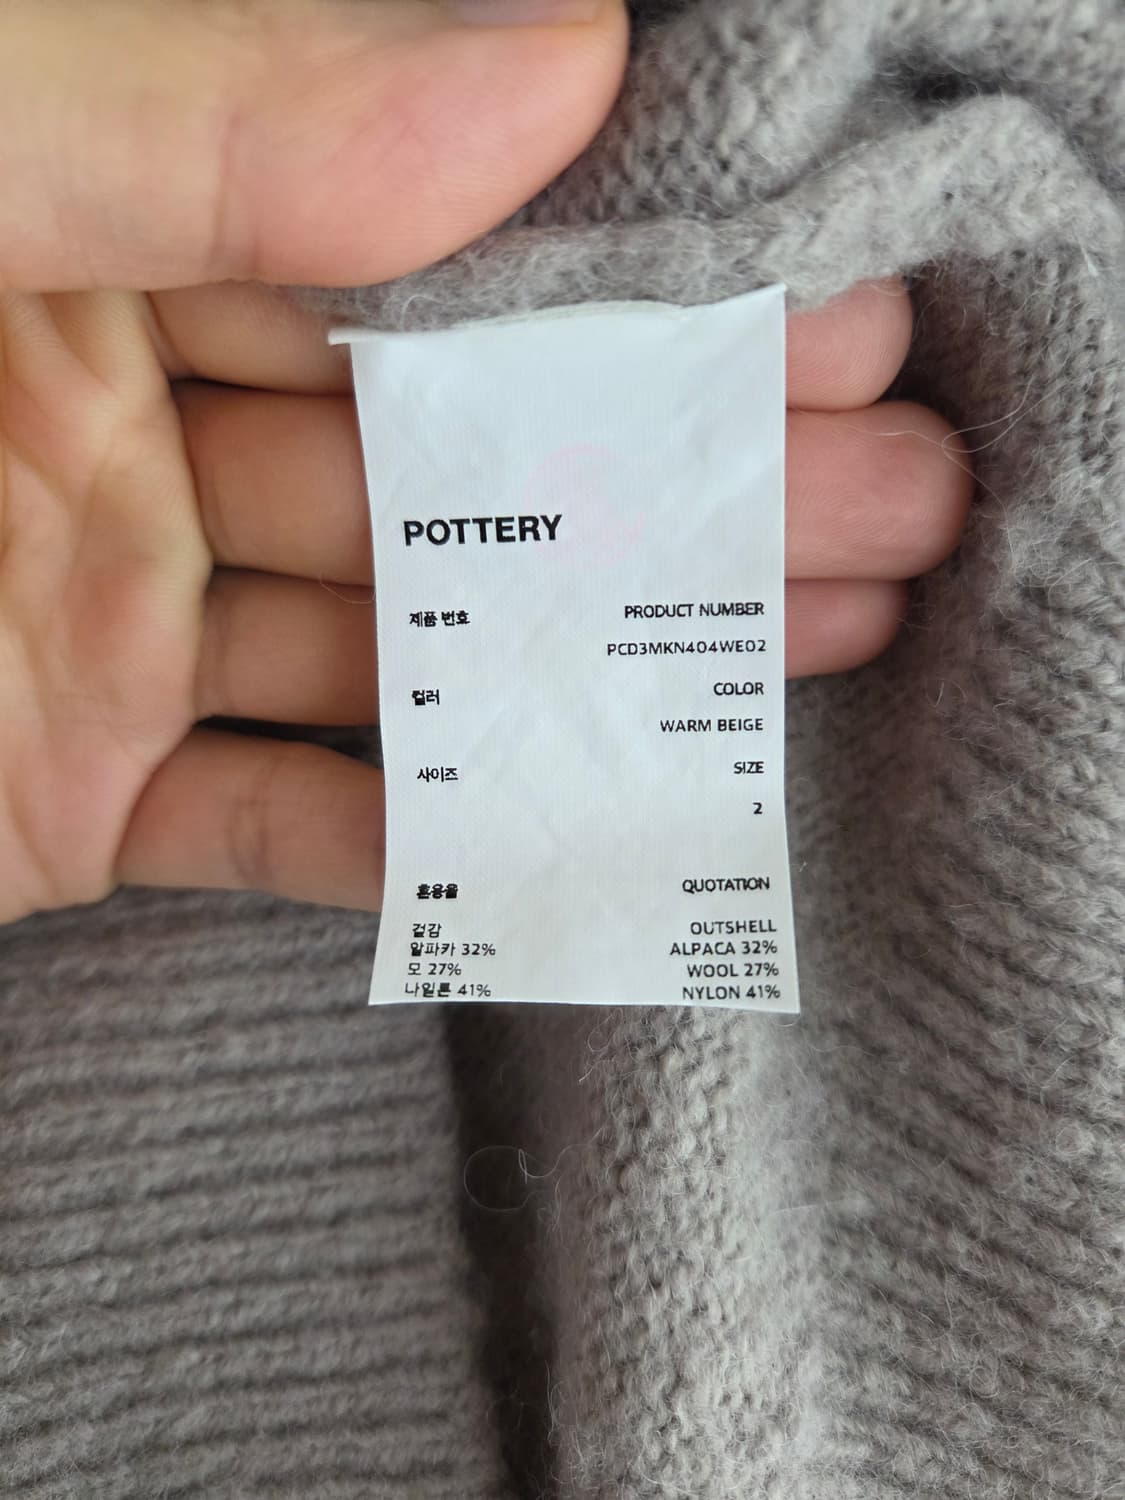 POTTERY
제품 번호 PRODUCT NUMBER
PCD3MKN404WE02
컬러 COLOR
WARM BEIGE
사이즈 SIZE
2
혼용율 QUOTATION
겉감 OUTSHELL
알파카 32% ALPACA 32%
모 27% WOOL 27%
나일론 41% NYLON 41%